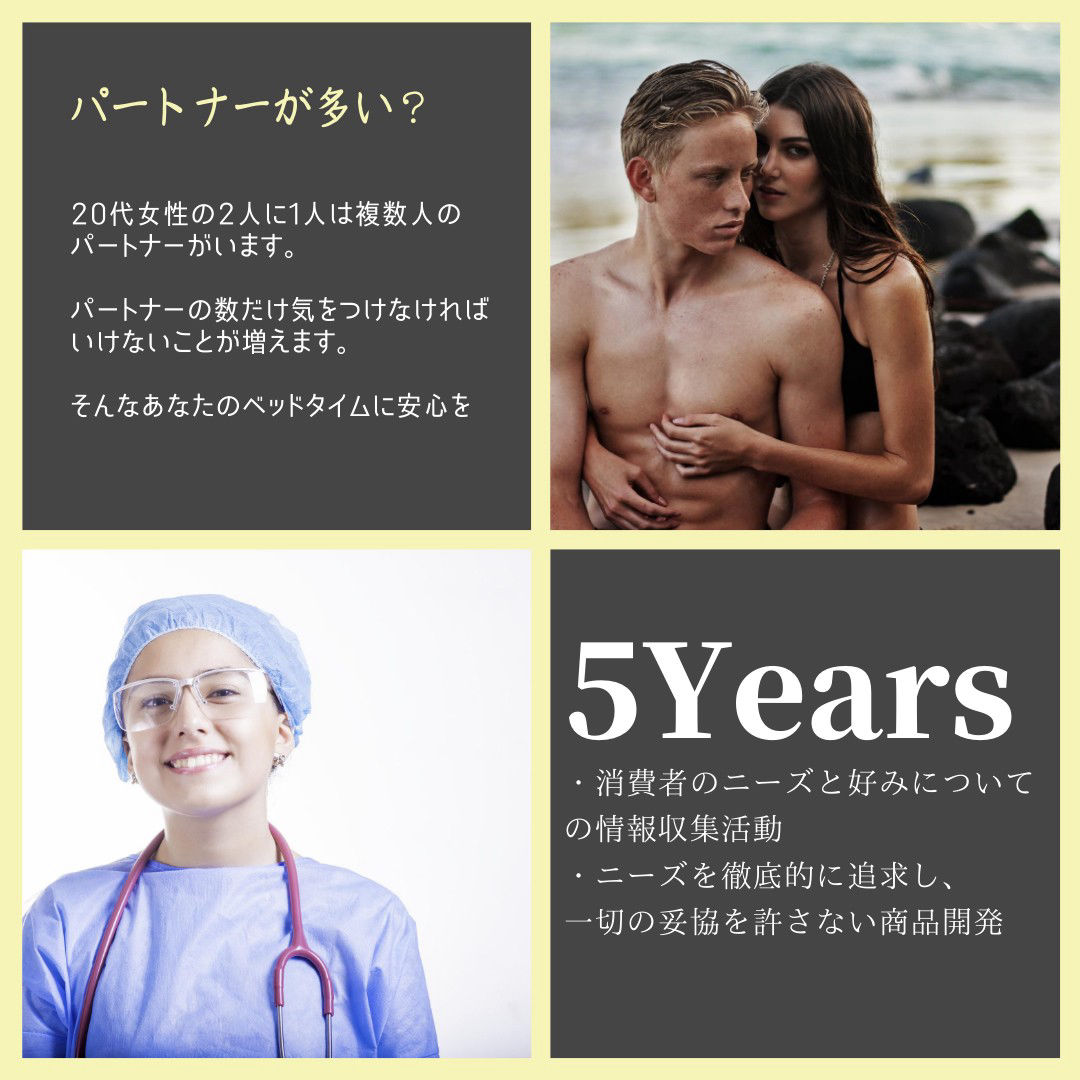 パートナーが多い？
20代女性の2人に1人は複数人の
パートナーがいます。
パートナーの数だけ気をつけなければ
いけないことが増えます。
そんなあなたのベッドタイムに安心を
5Years
・消費者のニーズと好みについて
の情報収集活動
・ニーズを徹底的に追求し、
一切の妥協を許さない商品開発